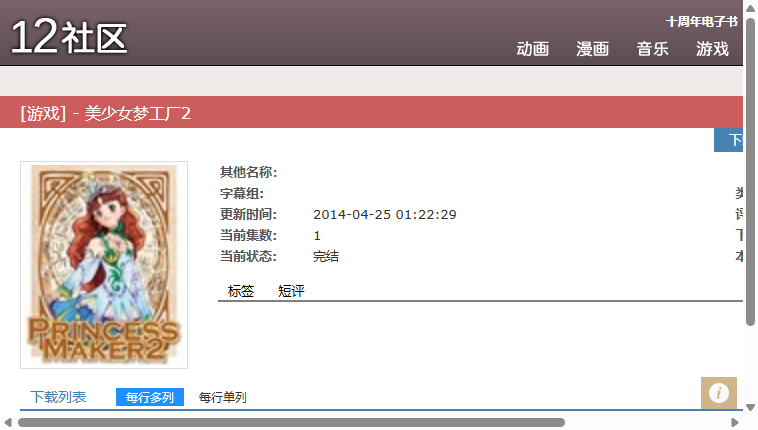 12社区
十周年电子书
动画 漫画 音乐 游戏
[游戏] - 美少女梦工厂2
其他名称:
字幕组:
更新时间: 2014-04-25 01:22:29
当前集数: 1
当前状态: 完结
标签 短评
PRINCESS
MAKER2
下载列表 每行多列 每行单列
i